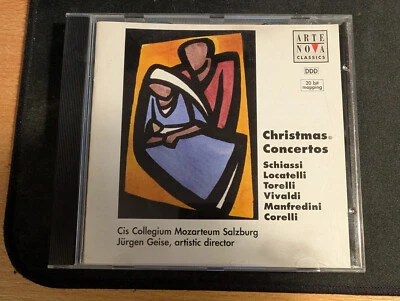 ARTE
NOVA
CLASSICS
DDD
20 bit
mapping
Christmas
Concertos
Schiassi
Locatelli
Torelli
Vivaldi
Manfredini
Corelli
Cis Collegium Mozarteum Salzburg
Jürgen Geise, artistic director